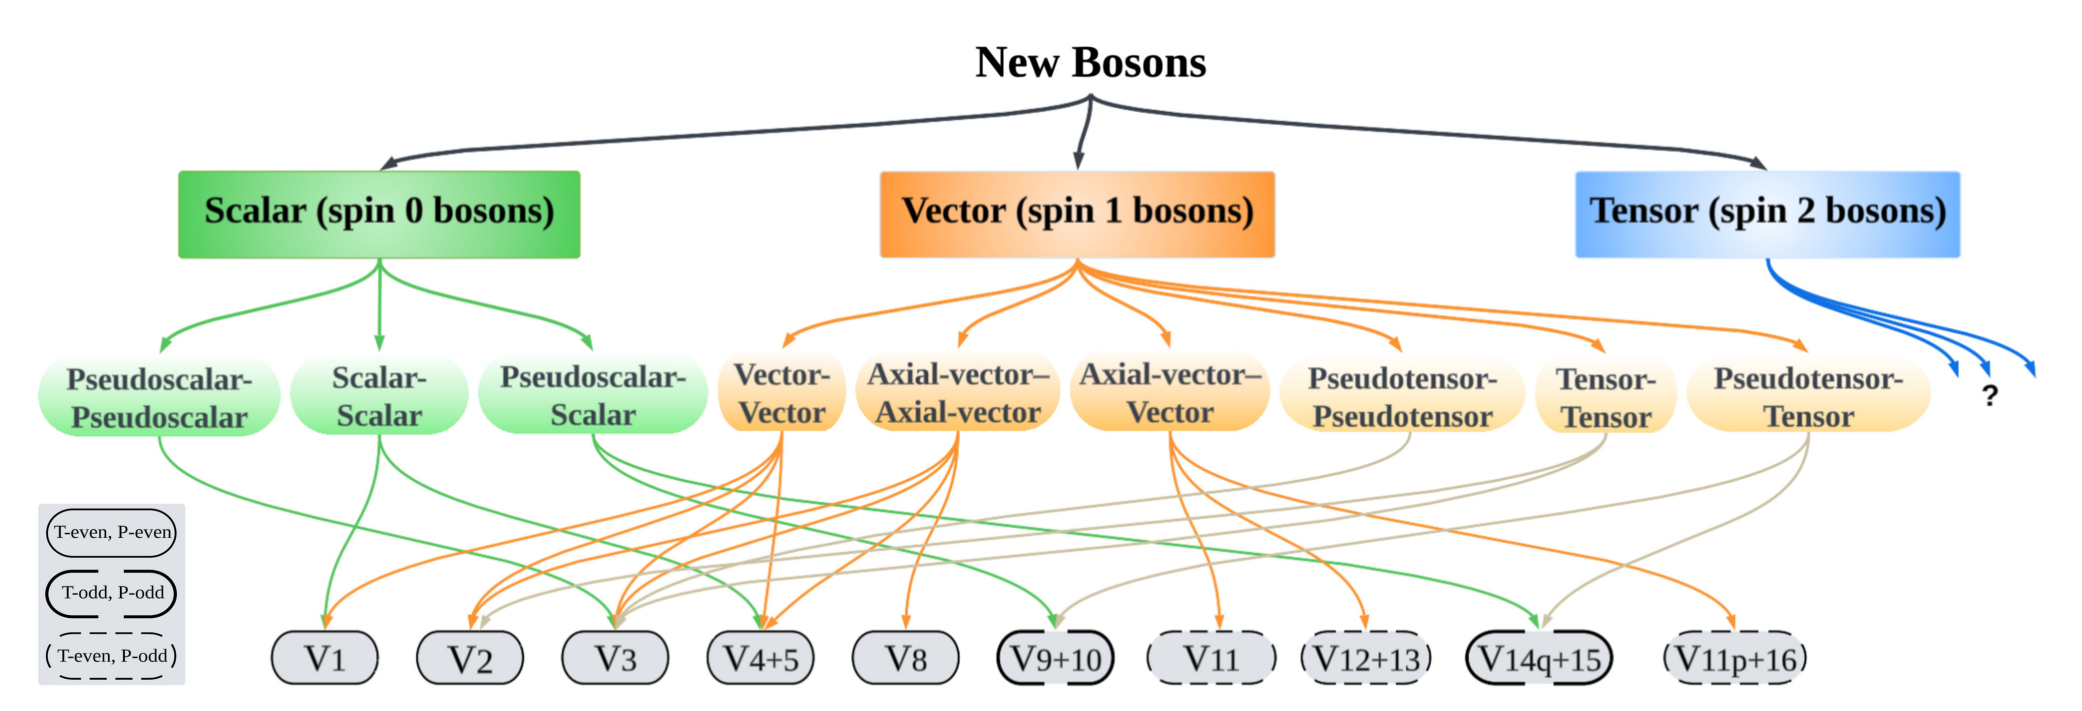 New Bosons
Scalar (spin 0 bosons)
Vector (spin 1 bosons)
Tensor (spin 2 bosons)
Pseudoscalar-
Pseudoscalar
Scalar-
Scalar
Pseudoscalar-
Scalar
Vector-
Vector
Axial-vector–
Axial-vector
Axial-vector–
Vector
Pseudotensor-
Pseudotensor
Tensor-
Tensor
Pseudotensor-
Tensor
?
T-even, P-even
T-odd, P-odd
T-even, P-odd
V1
V2
V3
V4+5
V8
V9+10
V11
V12+13
V14q+15
V11p+16